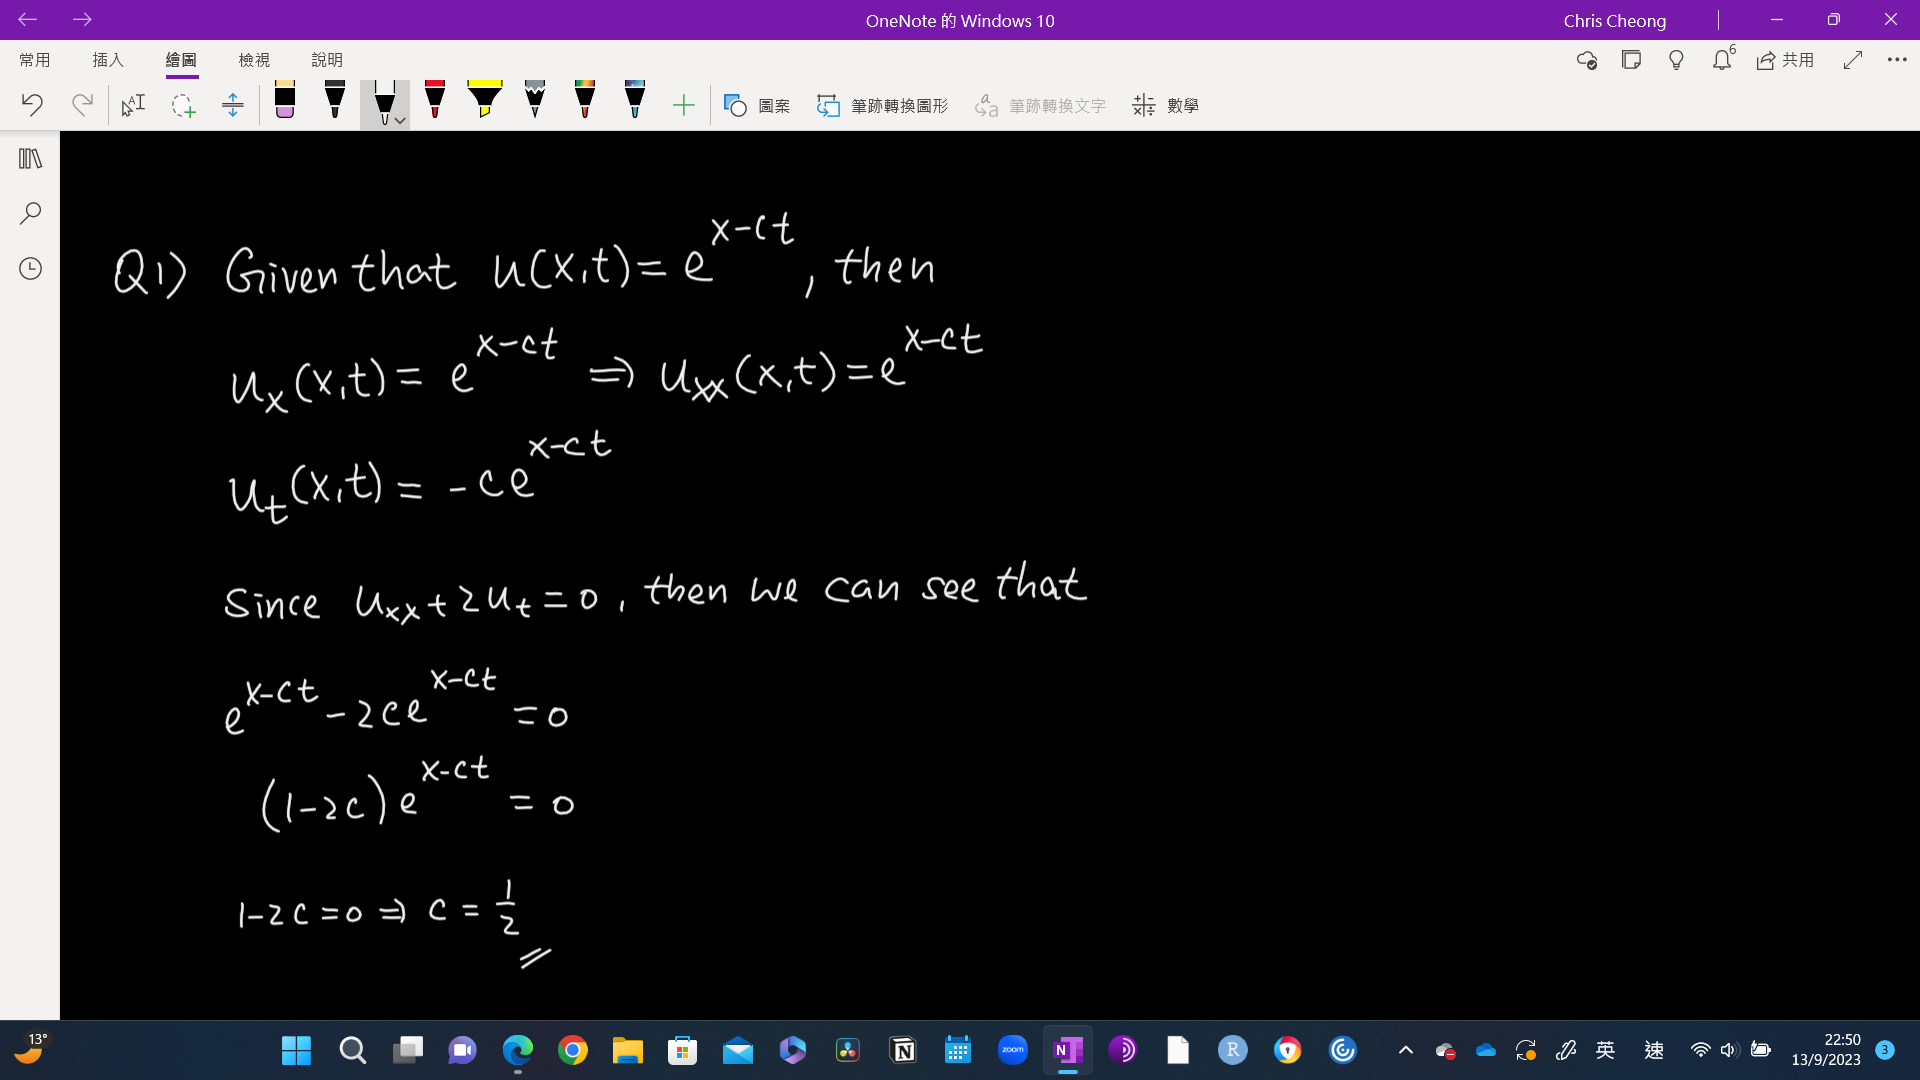 OneNote 的 Windows 10
Chris Cheong
常用 插入 繪圖 檢視 說明
6
共用
圖案 筆跡轉換圖形 筆跡轉換文字 數學
Q1) Given that u(x,t) = e^{x-ct}, then
u_x(x,t) = e^{x-ct} ⇒ u_{xx}(x,t) = e^{x-ct}
u_t(x,t) = -ce^{x-ct}
Since u_{xx} + 2u_t = 0, then we can see that
e^{x-ct} - 2ce^{x-ct} = 0
(1-2c)e^{x-ct} = 0
1-2c = 0 ⇒ c = 1/2
13°
zoom
N
R
英
速
22:50
13/9/2023
3